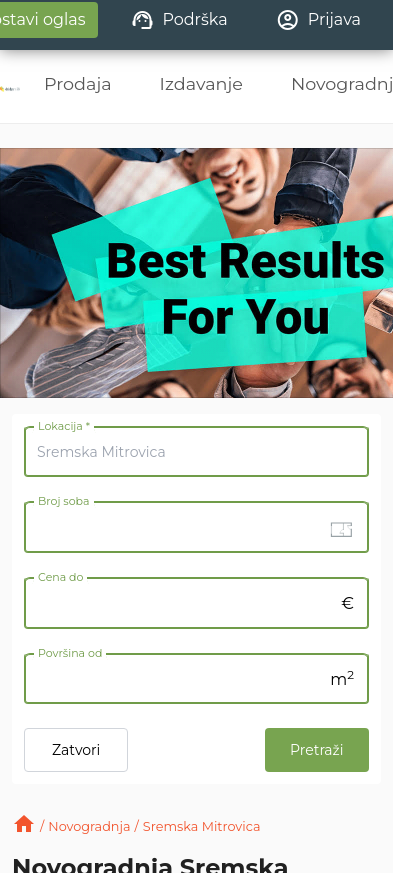 ostavi oglas
Podrška
Prijava
Prodaja
Izdavanje
Novogradnj
Best Results
For You
Lokacija *
Sremska Mitrovica
Broj soba
Cena do
€
Površina od
m²
Zatvori
Pretraži
/ Novogradnja / Sremska Mitrovica
Novogradnja Sremska